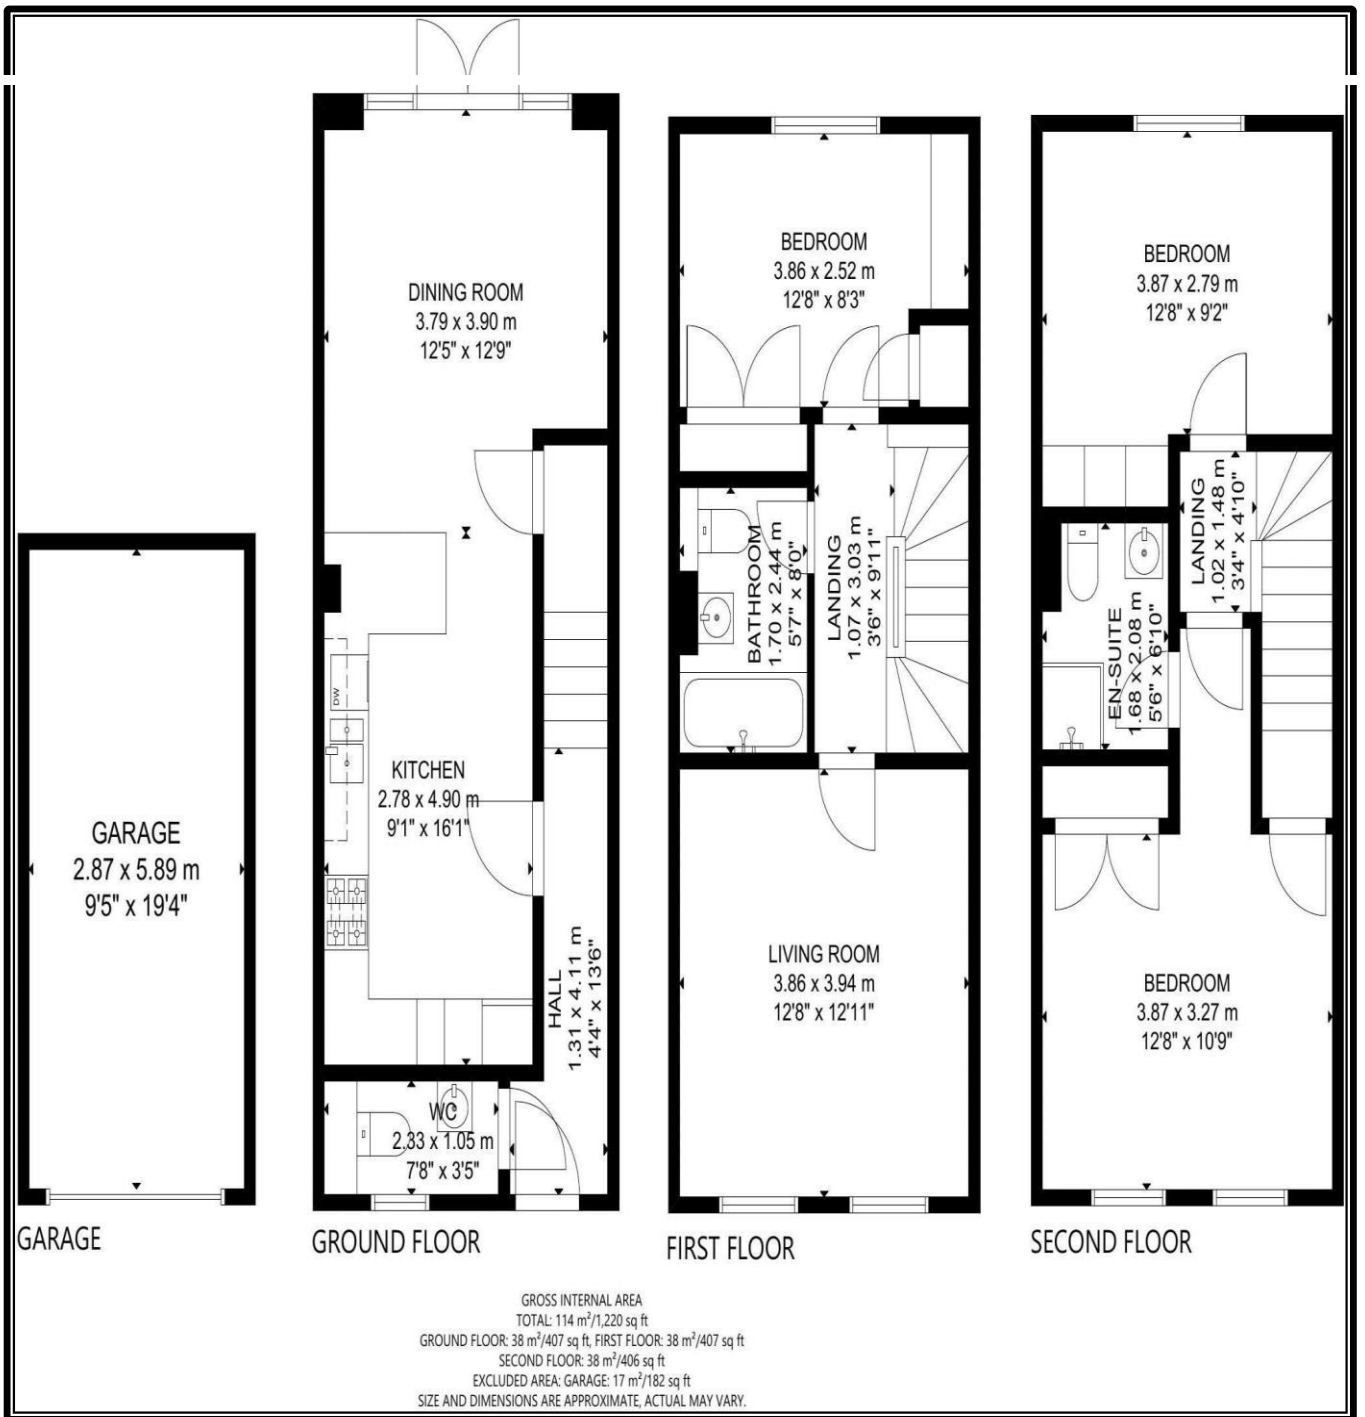 DINING ROOM
3.79 x 3.90 m
12'5" x 12'9"
BEDROOM
3.86 x 2.52 m
12'8" x 8'3"
BEDROOM
3.87 x 2.79 m
12'8" x 9'2"
LANDING
1.02 x 1.48 m
3'4" x 4'10"
BATHROOM
1.70 x 2.44 m
5'7" x 8'0"
LANDING
1.07 x 3.03 m
3'6" x 9'11"
EN-SUITE
1.68 x 2.08 m
5'6" x 6'10"
DW
KITCHEN
2.78 x 4.90 m
9'1" x 16'1"
GARAGE
2.87 x 5.89 m
9'5" x 19'4"
HALL
1.31 x 4.11 m
4'4" x 13'6"
LIVING ROOM
3.86 x 3.94 m
12'8" x 12'11"
BEDROOM
3.87 x 3.27 m
12'8" x 10'9"
WC
2.33 x 1.05 m
7'8" x 3'5"
GARAGE
GROUND FLOOR
FIRST FLOOR
SECOND FLOOR
GROSS INTERNAL AREA
TOTAL: 114 m²/1,220 sq ft
GROUND FLOOR: 38 m²/407 sq ft, FIRST FLOOR: 38 m²/407 sq ft
SECOND FLOOR: 38 m²/406 sq ft
EXCLUDED AREA: GARAGE: 17 m²/182 sq ft
SIZE AND DIMENSIONS ARE APPROXIMATE, ACTUAL MAY VARY.